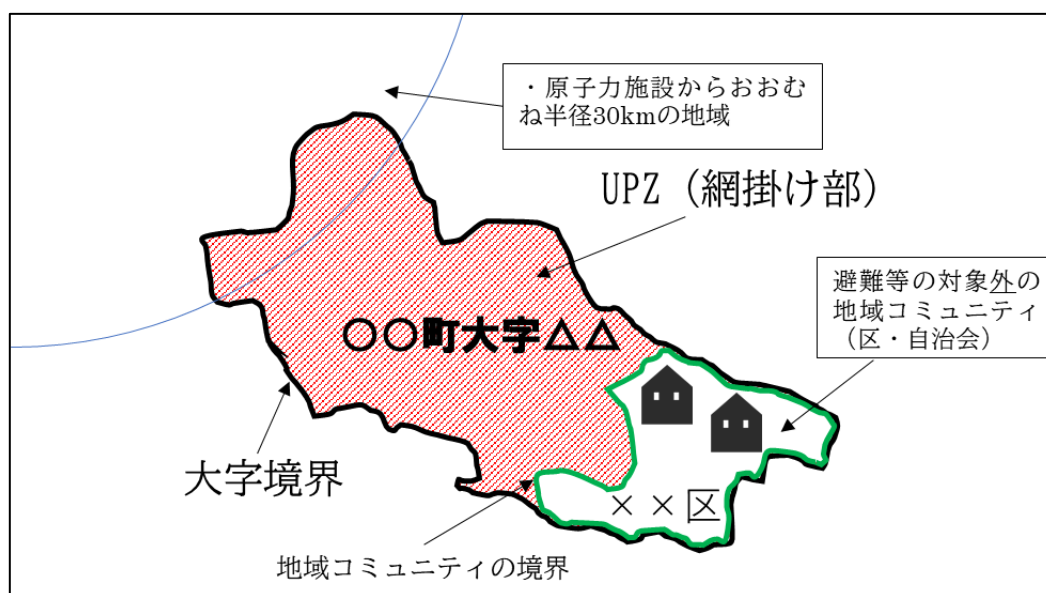 ・原子力施設からおおむ
ね半径30kmの地域
UPZ（網掛け部）
避難等の対象外の
地域コミュニティ
（区・自治会）
○○町大字△△
大字境界
××区
地域コミュニティの境界